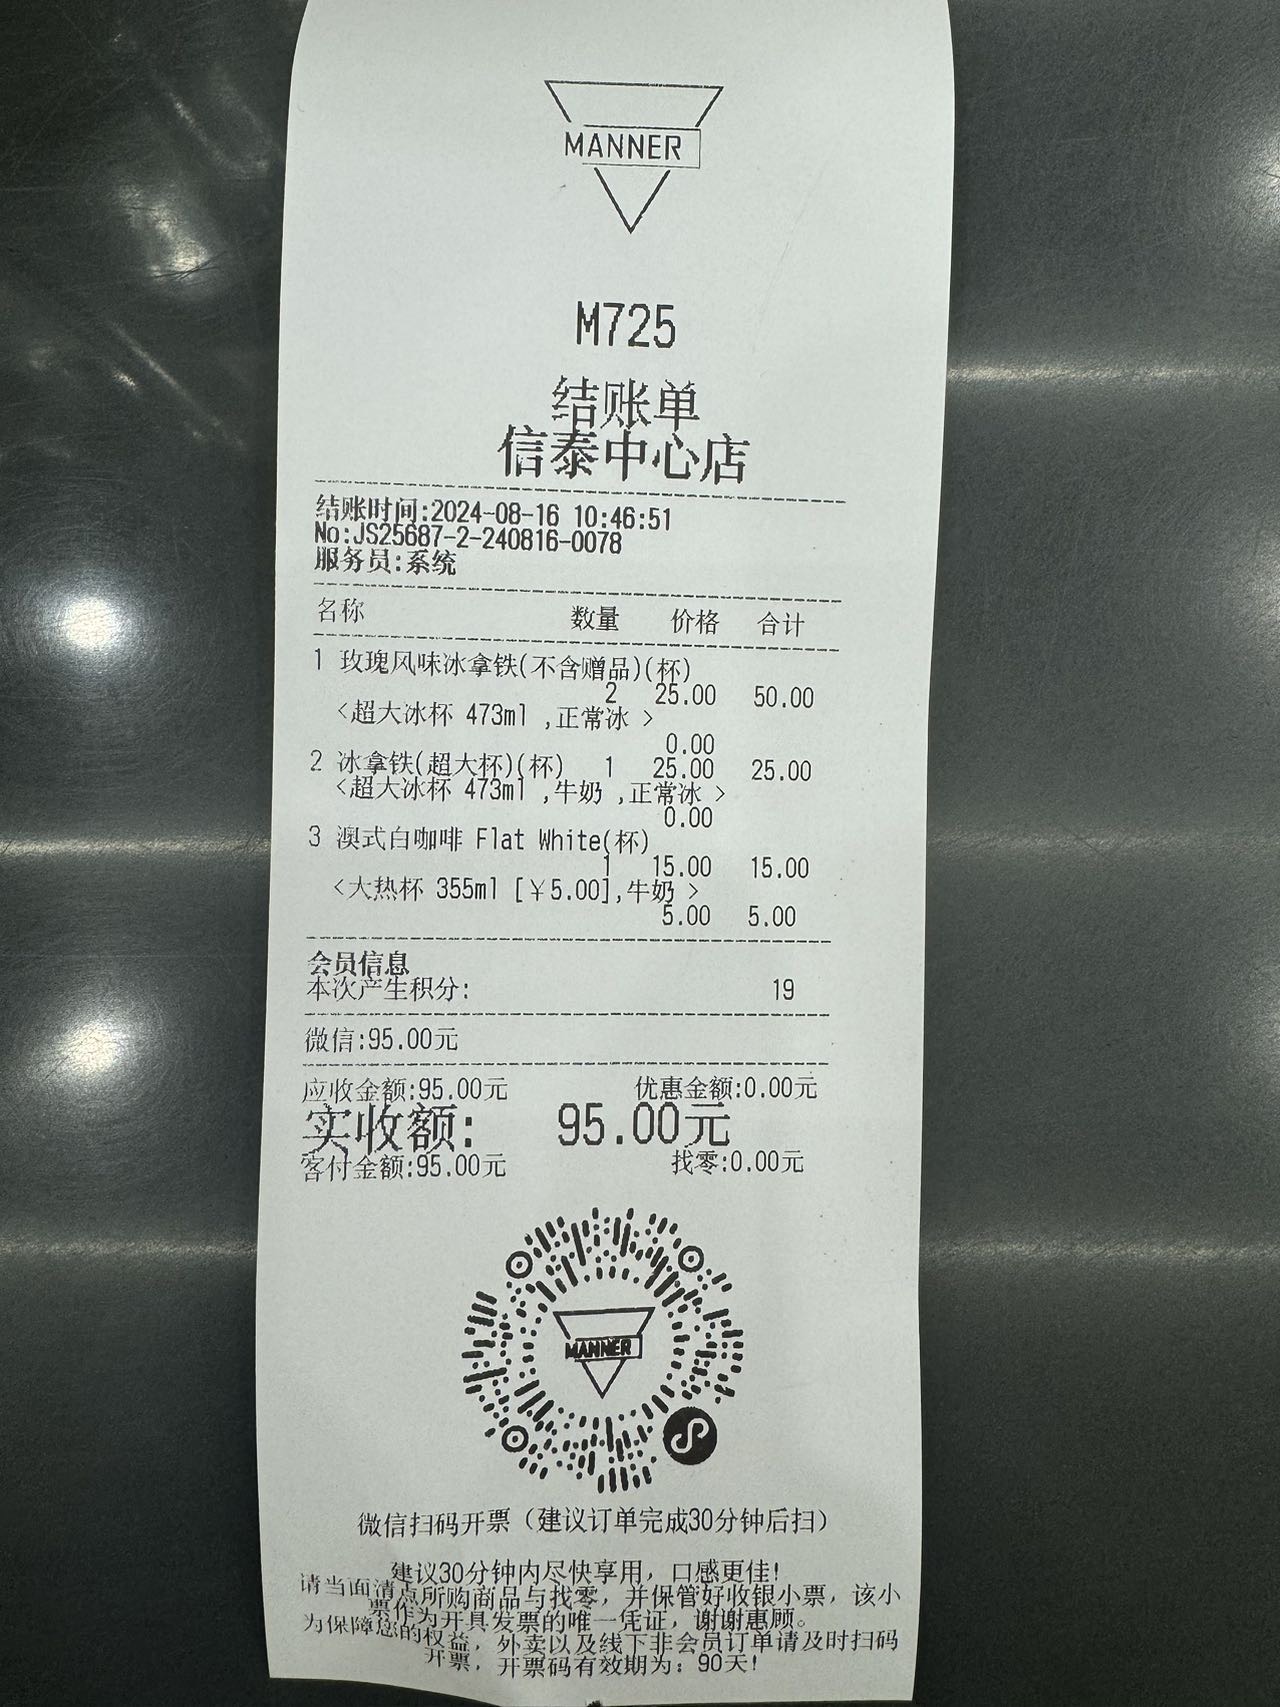 MANNER
M725
结账单
信泰中心店
结账时间:2024-08-16 10:46:51
No:JS25687-2-240816-0078
服务员:系统
名称 数量 价格 合计
1 玫瑰风味冰拿铁(不含赠品)(杯)
2 25.00 50.00
<超大冰杯 473ml ,正常冰 >
0.00
2 冰拿铁(超大杯)(杯) 1 25.00 25.00
<超大冰杯 473ml ,牛奶 ,正常冰 >
0.00
3 澳式白咖啡 Flat White(杯)
1 15.00 15.00
<大热杯 355ml [￥5.00],牛奶 >
5.00 5.00
会员信息
本次产生积分: 19
微信:95.00元
应收金额:95.00元 优惠金额:0.00元
实收额: 95.00元
客付金额:95.00元 找零:0.00元
MANNER
微信扫码开票（建议订单完成30分钟后扫）
建议30分钟内尽快享用，口感更佳!
请当面清点所购商品与找零，并保管好收银小票，该小
票作为开具发票的唯一凭证，谢谢惠顾。
为保障您的权益，外卖以及线下非会员订单请及时扫码
开票，开票码有效期为：90天!